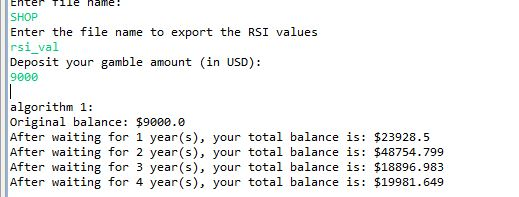 Enter file name:
SHOP
Enter the file name to export the RSI values
rsi_val
Deposit your gamble amount (in USD):
9000
algorithm 1:
Original balance: $9000.0
After waiting for 1 year(s), your total balance is: $23928.5
After waiting for 2 year(s), your total balance is: $48754.799
After waiting for 3 year(s), your total balance is: $18896.983
After waiting for 4 year(s), your total balance is: $19981.649